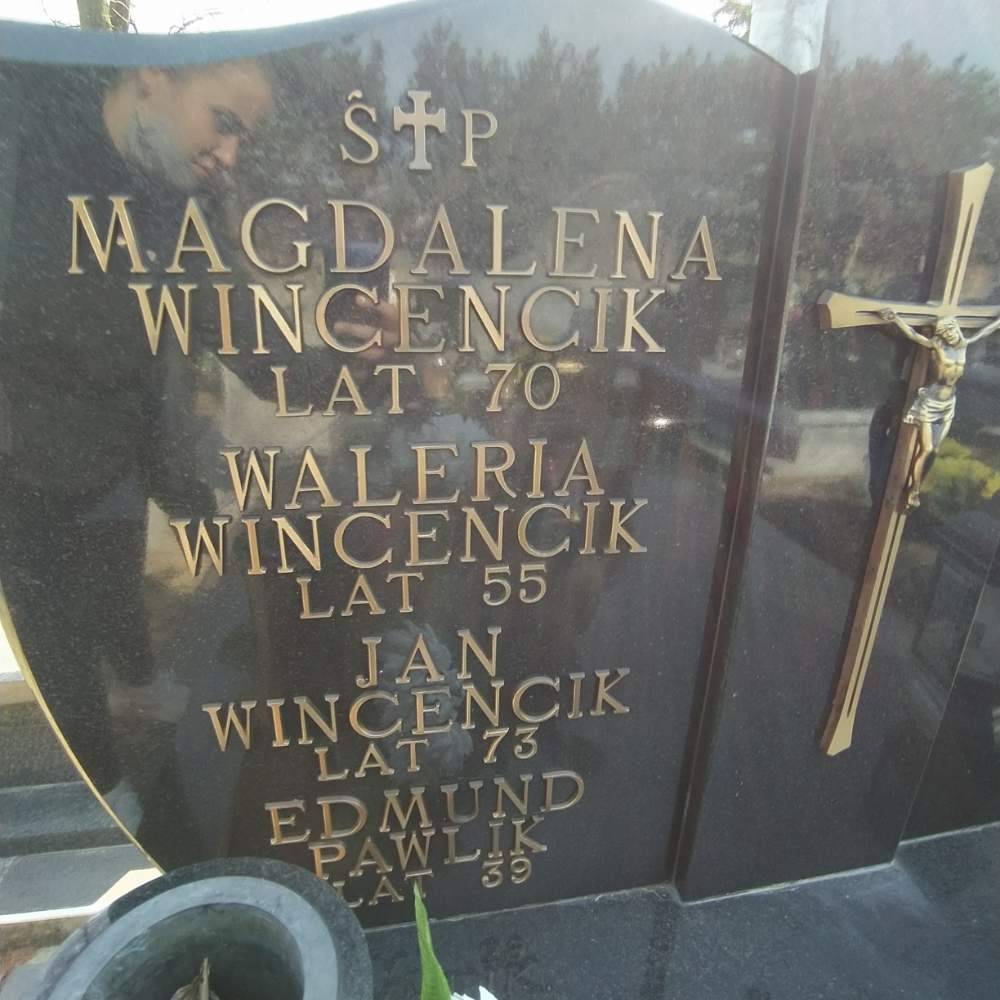 Ś✝P
MAGDALENA
WINCENCIK
LAT 70
WALERIA
WINCENCIK
LAT 55
JAN
WINCENCIK
LAT 73
EDMUND
PAWLIK
LAT 39